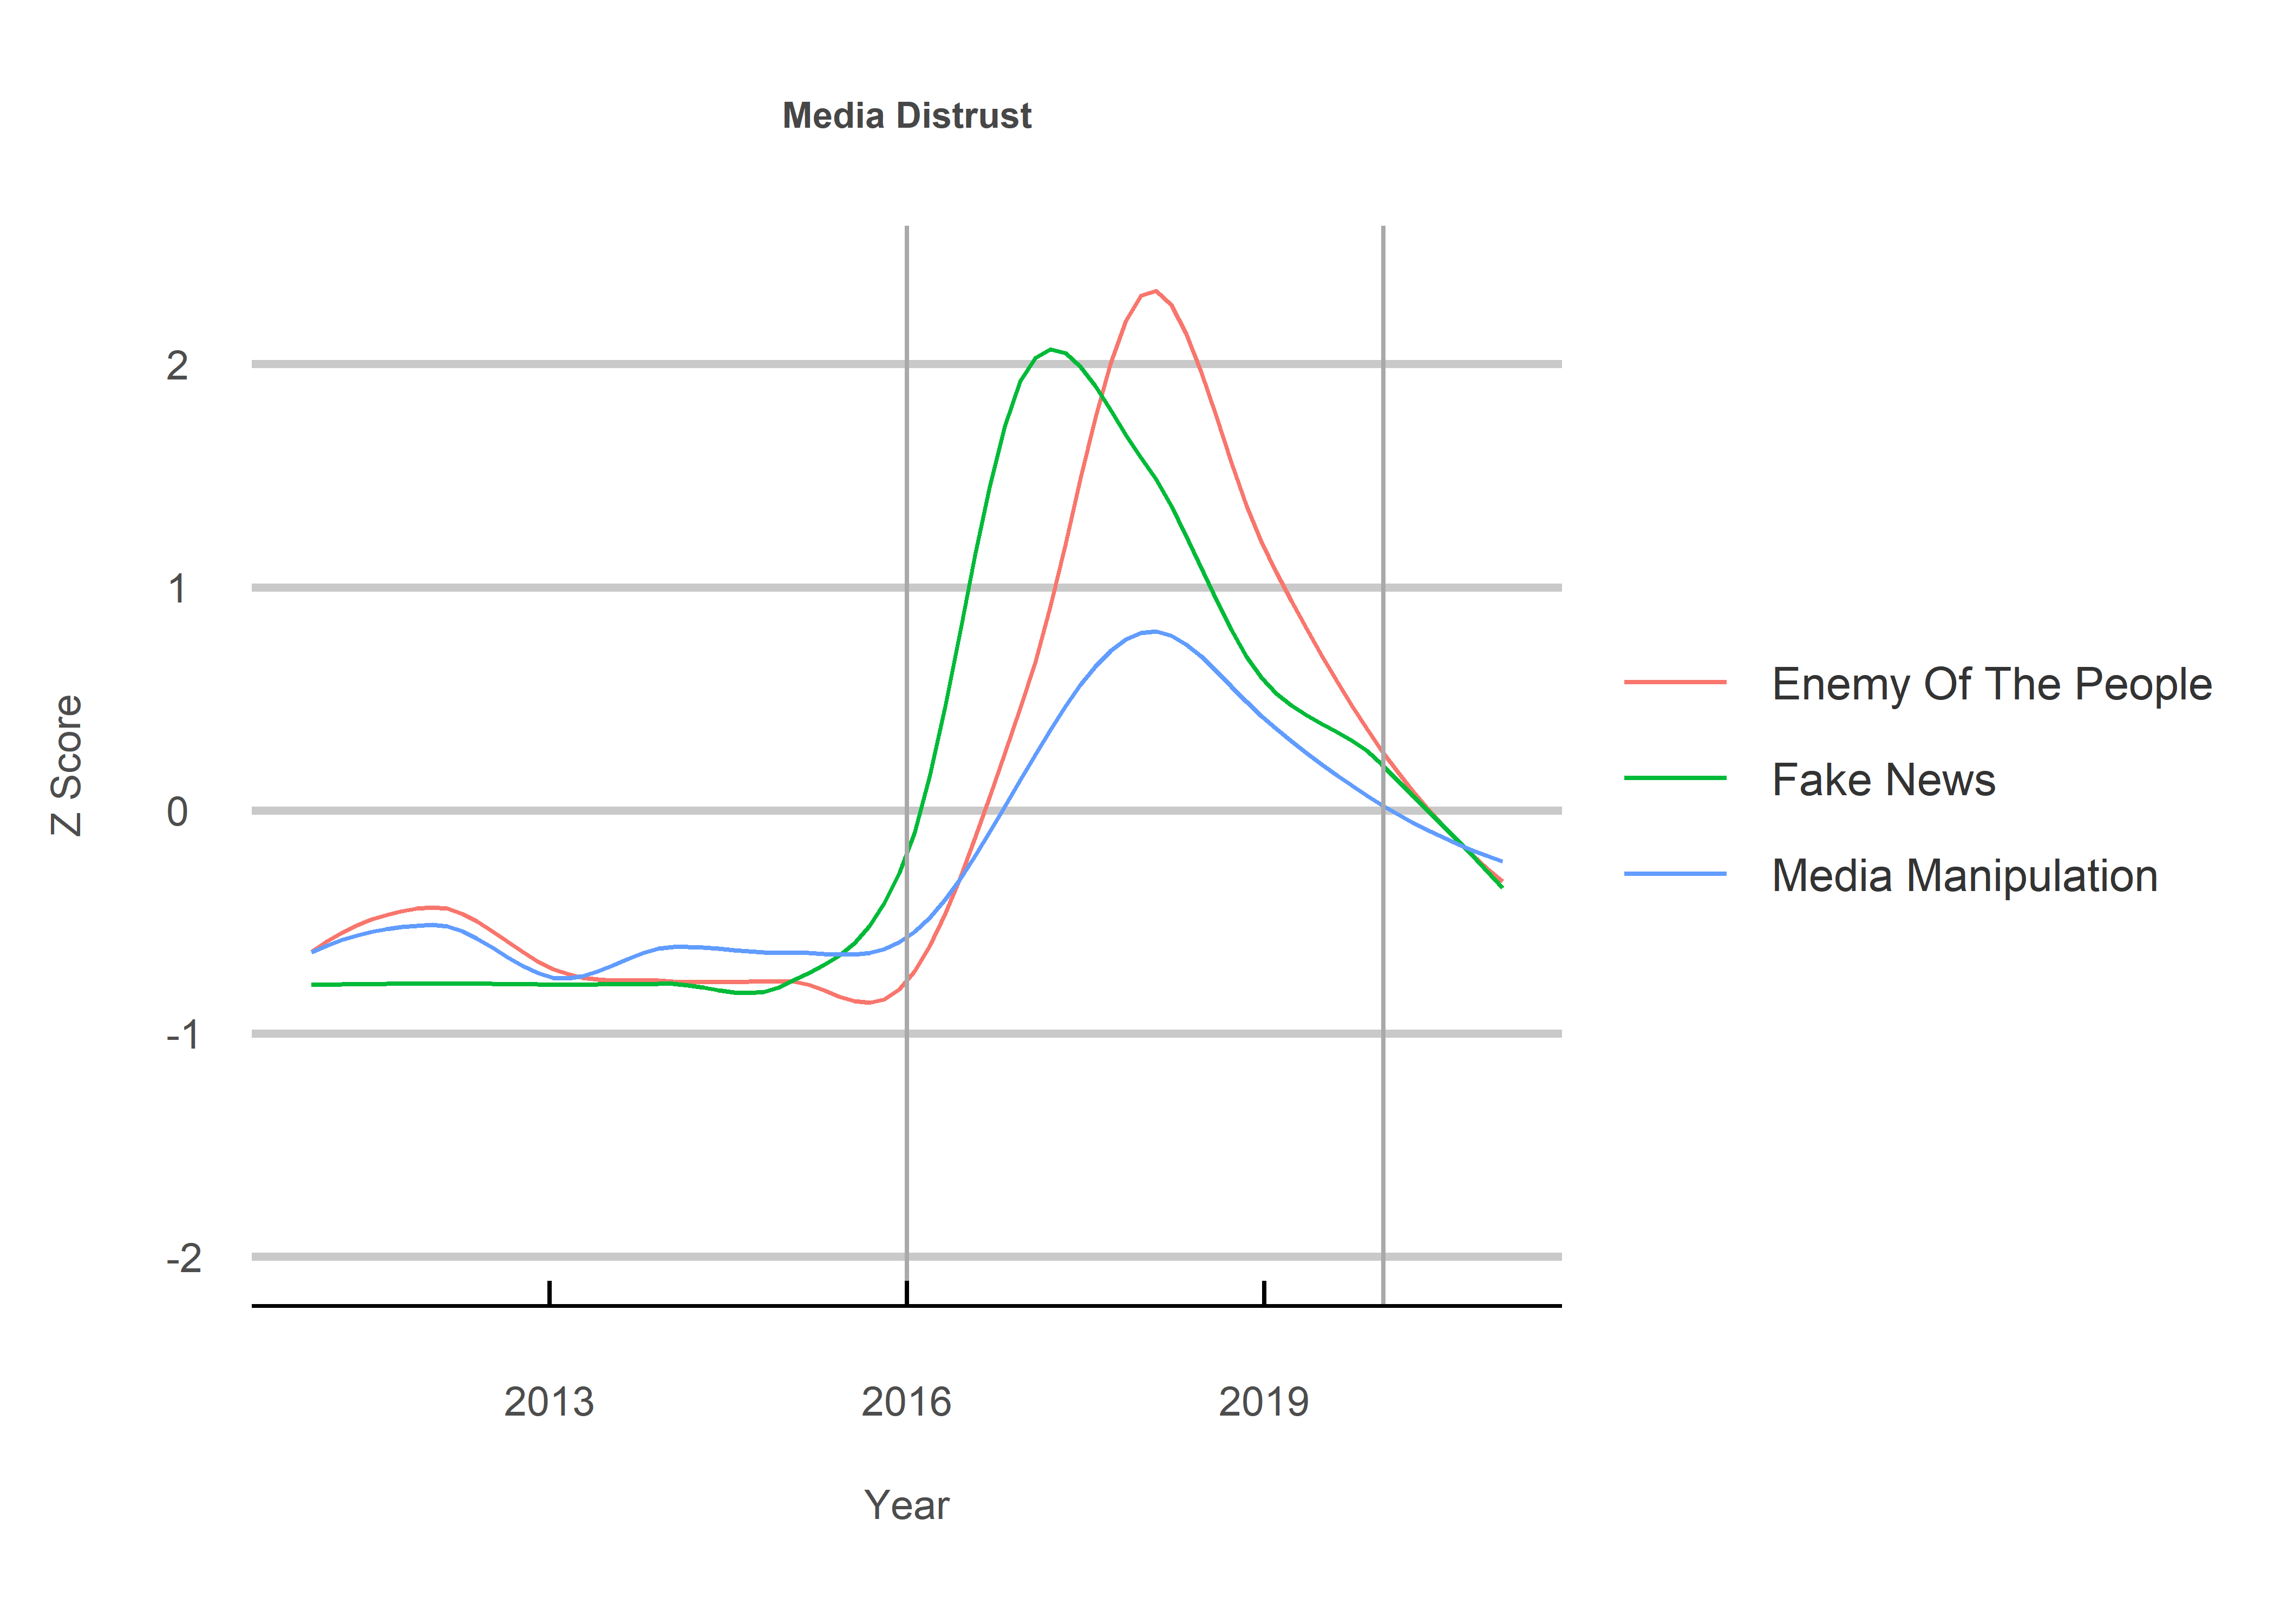 Media Distrust
Z Score
2
1
0
-1
-2
2013
2016
2019
Year
Enemy Of The People
Fake News
Media Manipulation